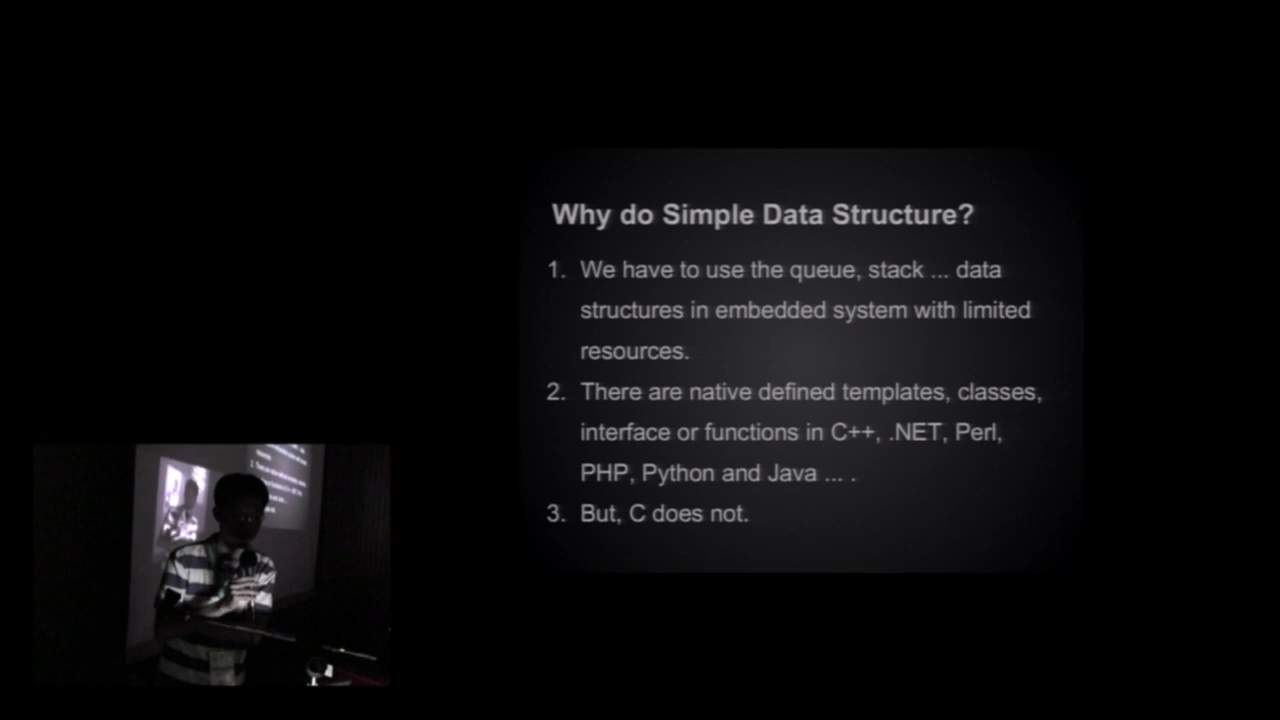 Why do Simple Data Structure?
1. We have to use the queue, stack ... data
structures in embedded system with limited
resources.
2. There are native defined templates, classes,
interface or functions in C++, .NET, Perl,
PHP, Python and Java ... .
3. But, C does not.